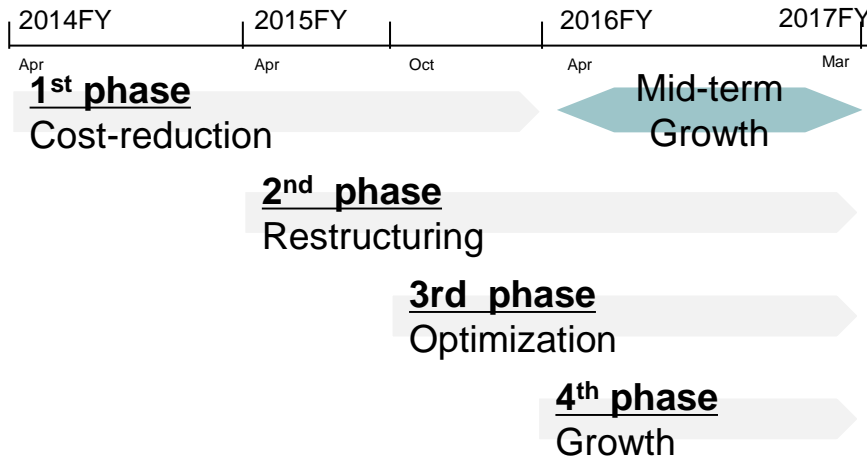 2014FY 2015FY 2016FY 2017FY
Apr Apr Oct Apr Mar
1st phase
Cost-reduction
Mid-term
Growth
2nd phase
Restructuring
3rd phase
Optimization
4th phase
Growth